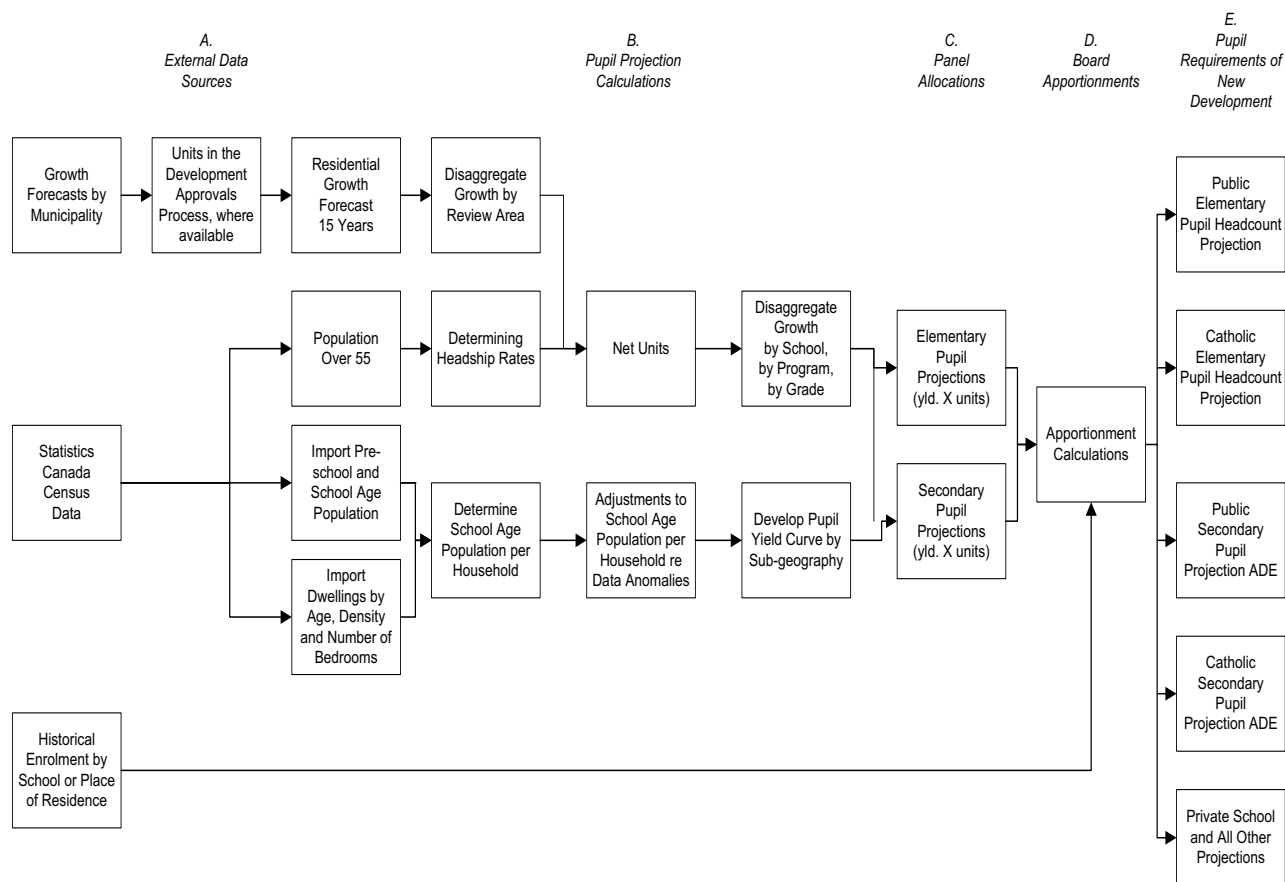 A.
External Data
Sources
B.
Pupil Projection
Calculations
C.
Panel
Allocations
D.
Board
Apportionments
E.
Pupil
Requirements of
New
Development
Growth
Forecasts by
Municipality
Units in the
Development
Approvals
Process, where
available
Residential
Growth
Forecast
15 Years
Disaggregate
Growth by
Review Area
Public
Elementary
Pupil Headcount
Projection
Population
Over 55
Determining
Headship Rates
Net Units
Disaggregate
Growth
by School,
by Program,
by Grade
Elementary
Pupil
Projections
(yld. X units)
Catholic
Elementary
Pupil Headcount
Projection
Statistics
Canada
Census
Data
Import Pre-
school and
School Age
Population
Apportionment
Calculations
Determine
School Age
Population per
Household
Adjustments to
School Age
Population per
Household re
Data Anomalies
Develop Pupil
Yield Curve by
Sub-geography
Secondary
Pupil
Projections
(yld. X units)
Public
Secondary
Pupil
Projection ADE
Import
Dwellings by
Age, Density
and Number of
Bedrooms
Catholic
Secondary
Pupil
Projection ADE
Historical
Enrolment by
School or Place
of Residence
Private School
and All Other
Projections